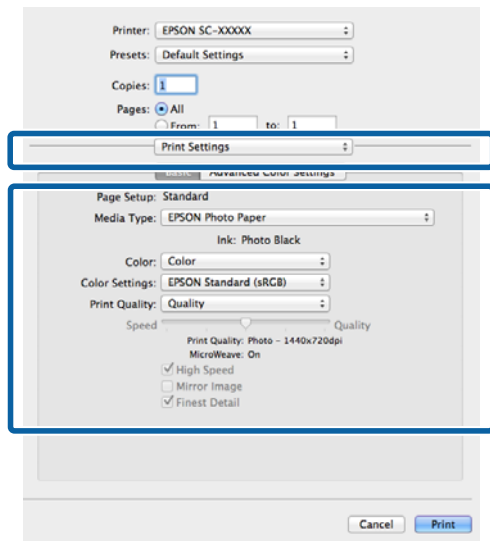 Printer: EPSON SC-XXXXX
Presets: Default Settings
Copies: 1
Pages: All
From: 1 to: 1
Print Settings
Basic Advanced Color Settings
Page Setup: Standard
Media Type: EPSON Photo Paper
Ink: Photo Black
Color: Color
Color Settings: EPSON Standard (sRGB)
Print Quality: Quality
Speed Quality
Print Quality: Photo - 1440x720dpi
MicroWeave: On
High Speed
Mirror Image
Finest Detail
Cancel Print